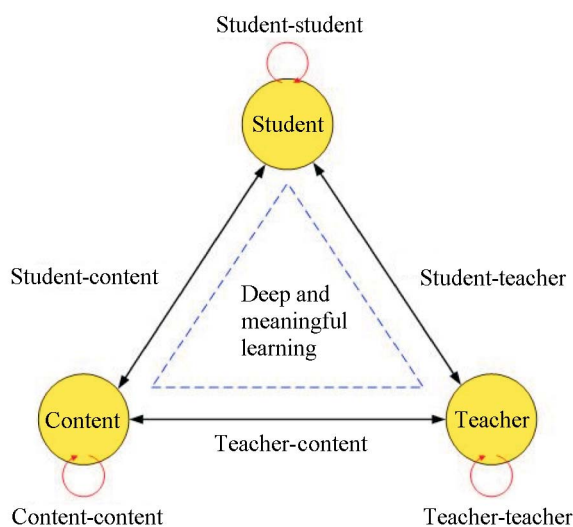 Student-student
Student
Student-content
Student-teacher
Deep and
meaningful
learning
Content
Teacher
Teacher-content
Content-content
Teacher-teacher